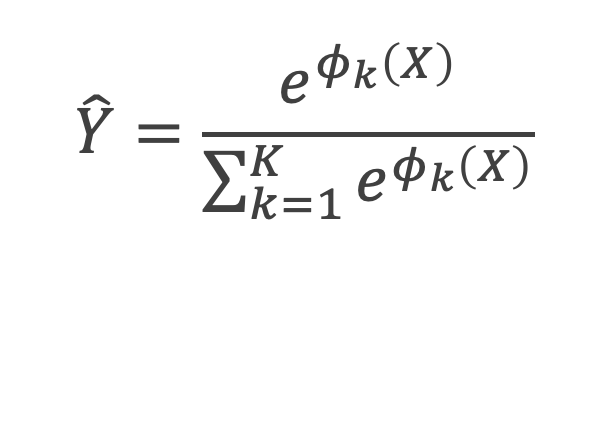 Ŷ = e^{ϕ_k(X)} / ∑_{k=1}^{K} e^{ϕ_k(X)}